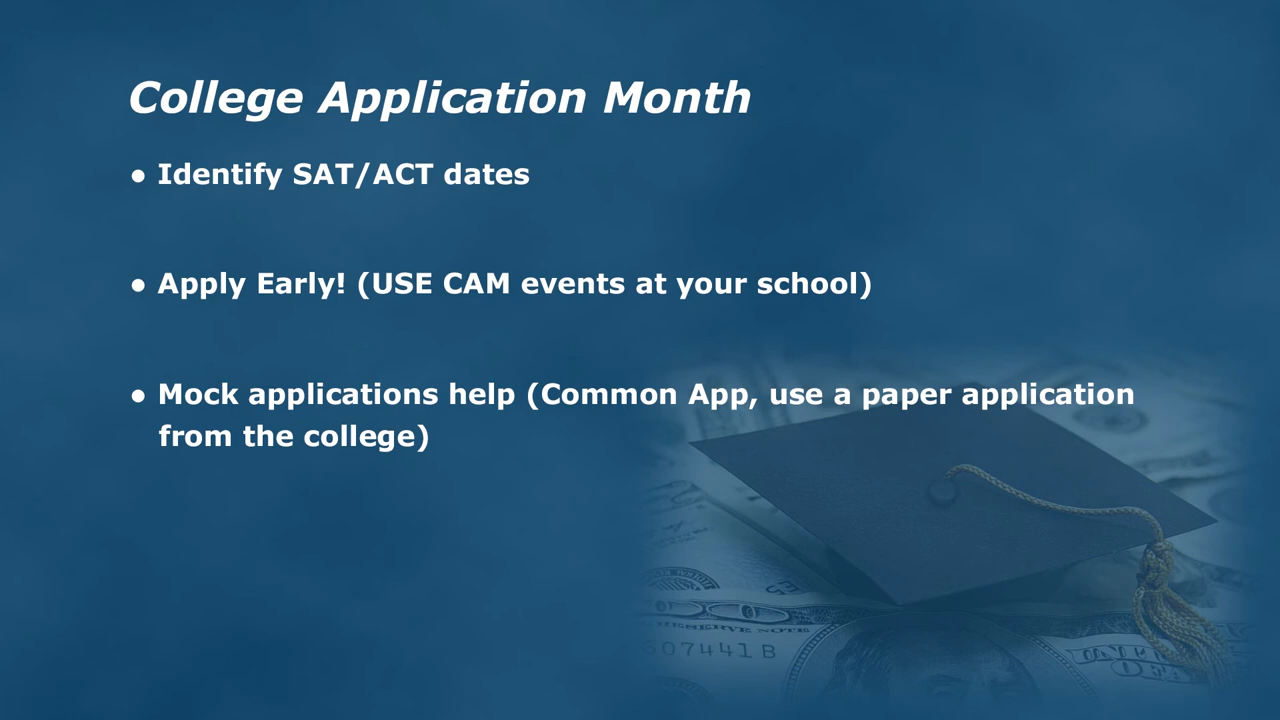 College Application Month
● Identify SAT/ACT dates
● Apply Early! (USE CAM events at your school)
● Mock applications help (Common App, use a paper application
from the college)